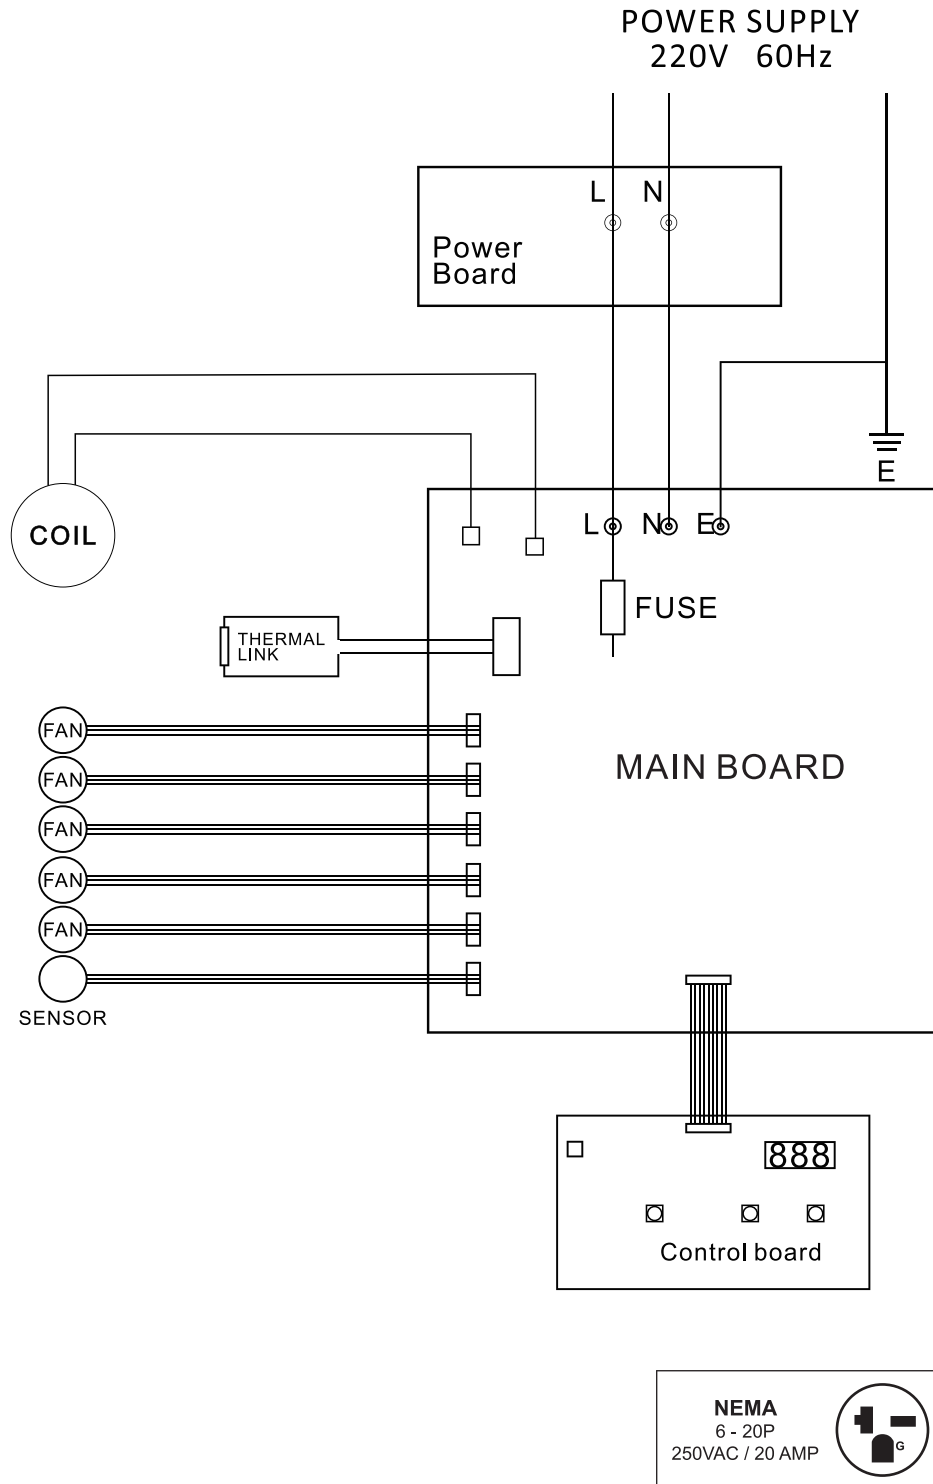 POWER SUPPLY
220V 60Hz
L N
Power
Board
E
COIL
L N E
FUSE
THERMAL
LINK
FAN
MAIN BOARD
FAN
FAN
FAN
FAN
SENSOR
888
Control board
NEMA
6 - 20P
250VAC / 20 AMP
G